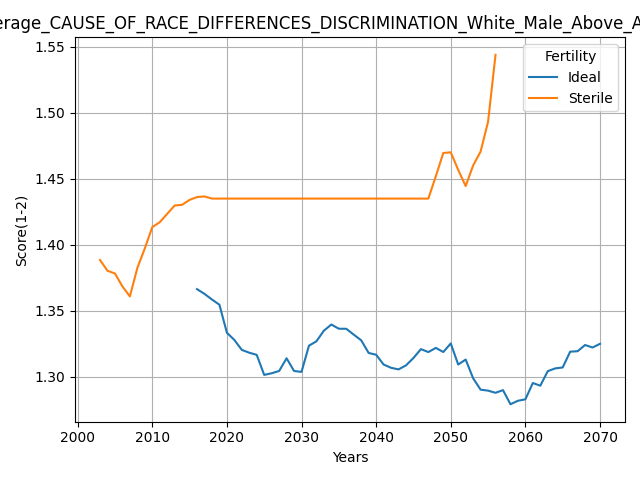 erage_CAUSE_OF_RACE_DIFFERENCES_DISCRIMINATION_White_Male_Above_A
Fertility
Ideal
Sterile
Score(1-2)
1.55
1.50
1.45
1.40
1.35
1.30
2000 2010 2020 2030 2040 2050 2060 2070
Years